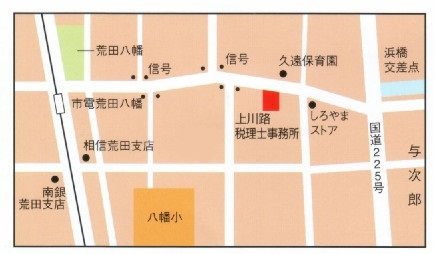 荒田八幡
信号
信号
久遠保育園
浜橋
交差点
市電荒田八幡
上川路
税理士事務所
しろやま
ストア
相信荒田支店
国道225号
与次郎
南銀
荒田支店
八幡小